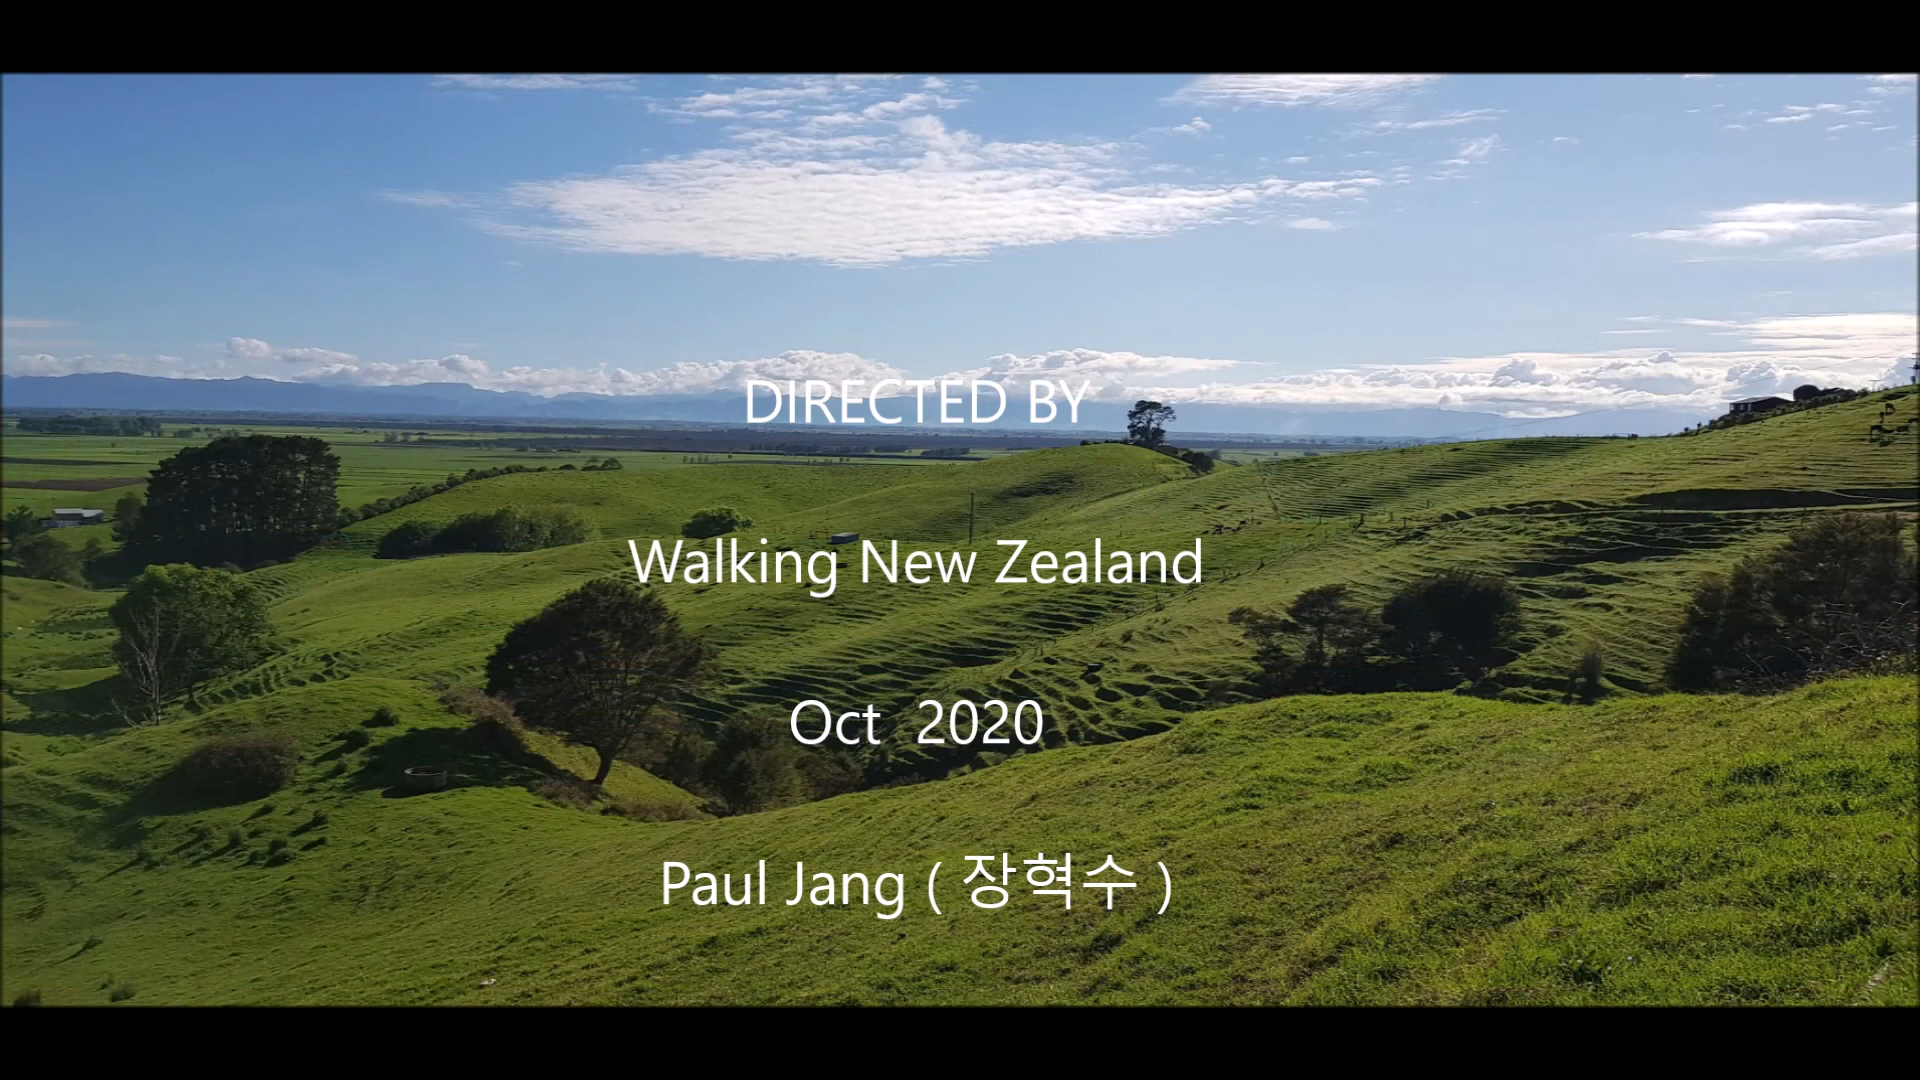 DIRECTED BY
Walking New Zealand
Oct  2020
Paul Jang ( 장혁수 )